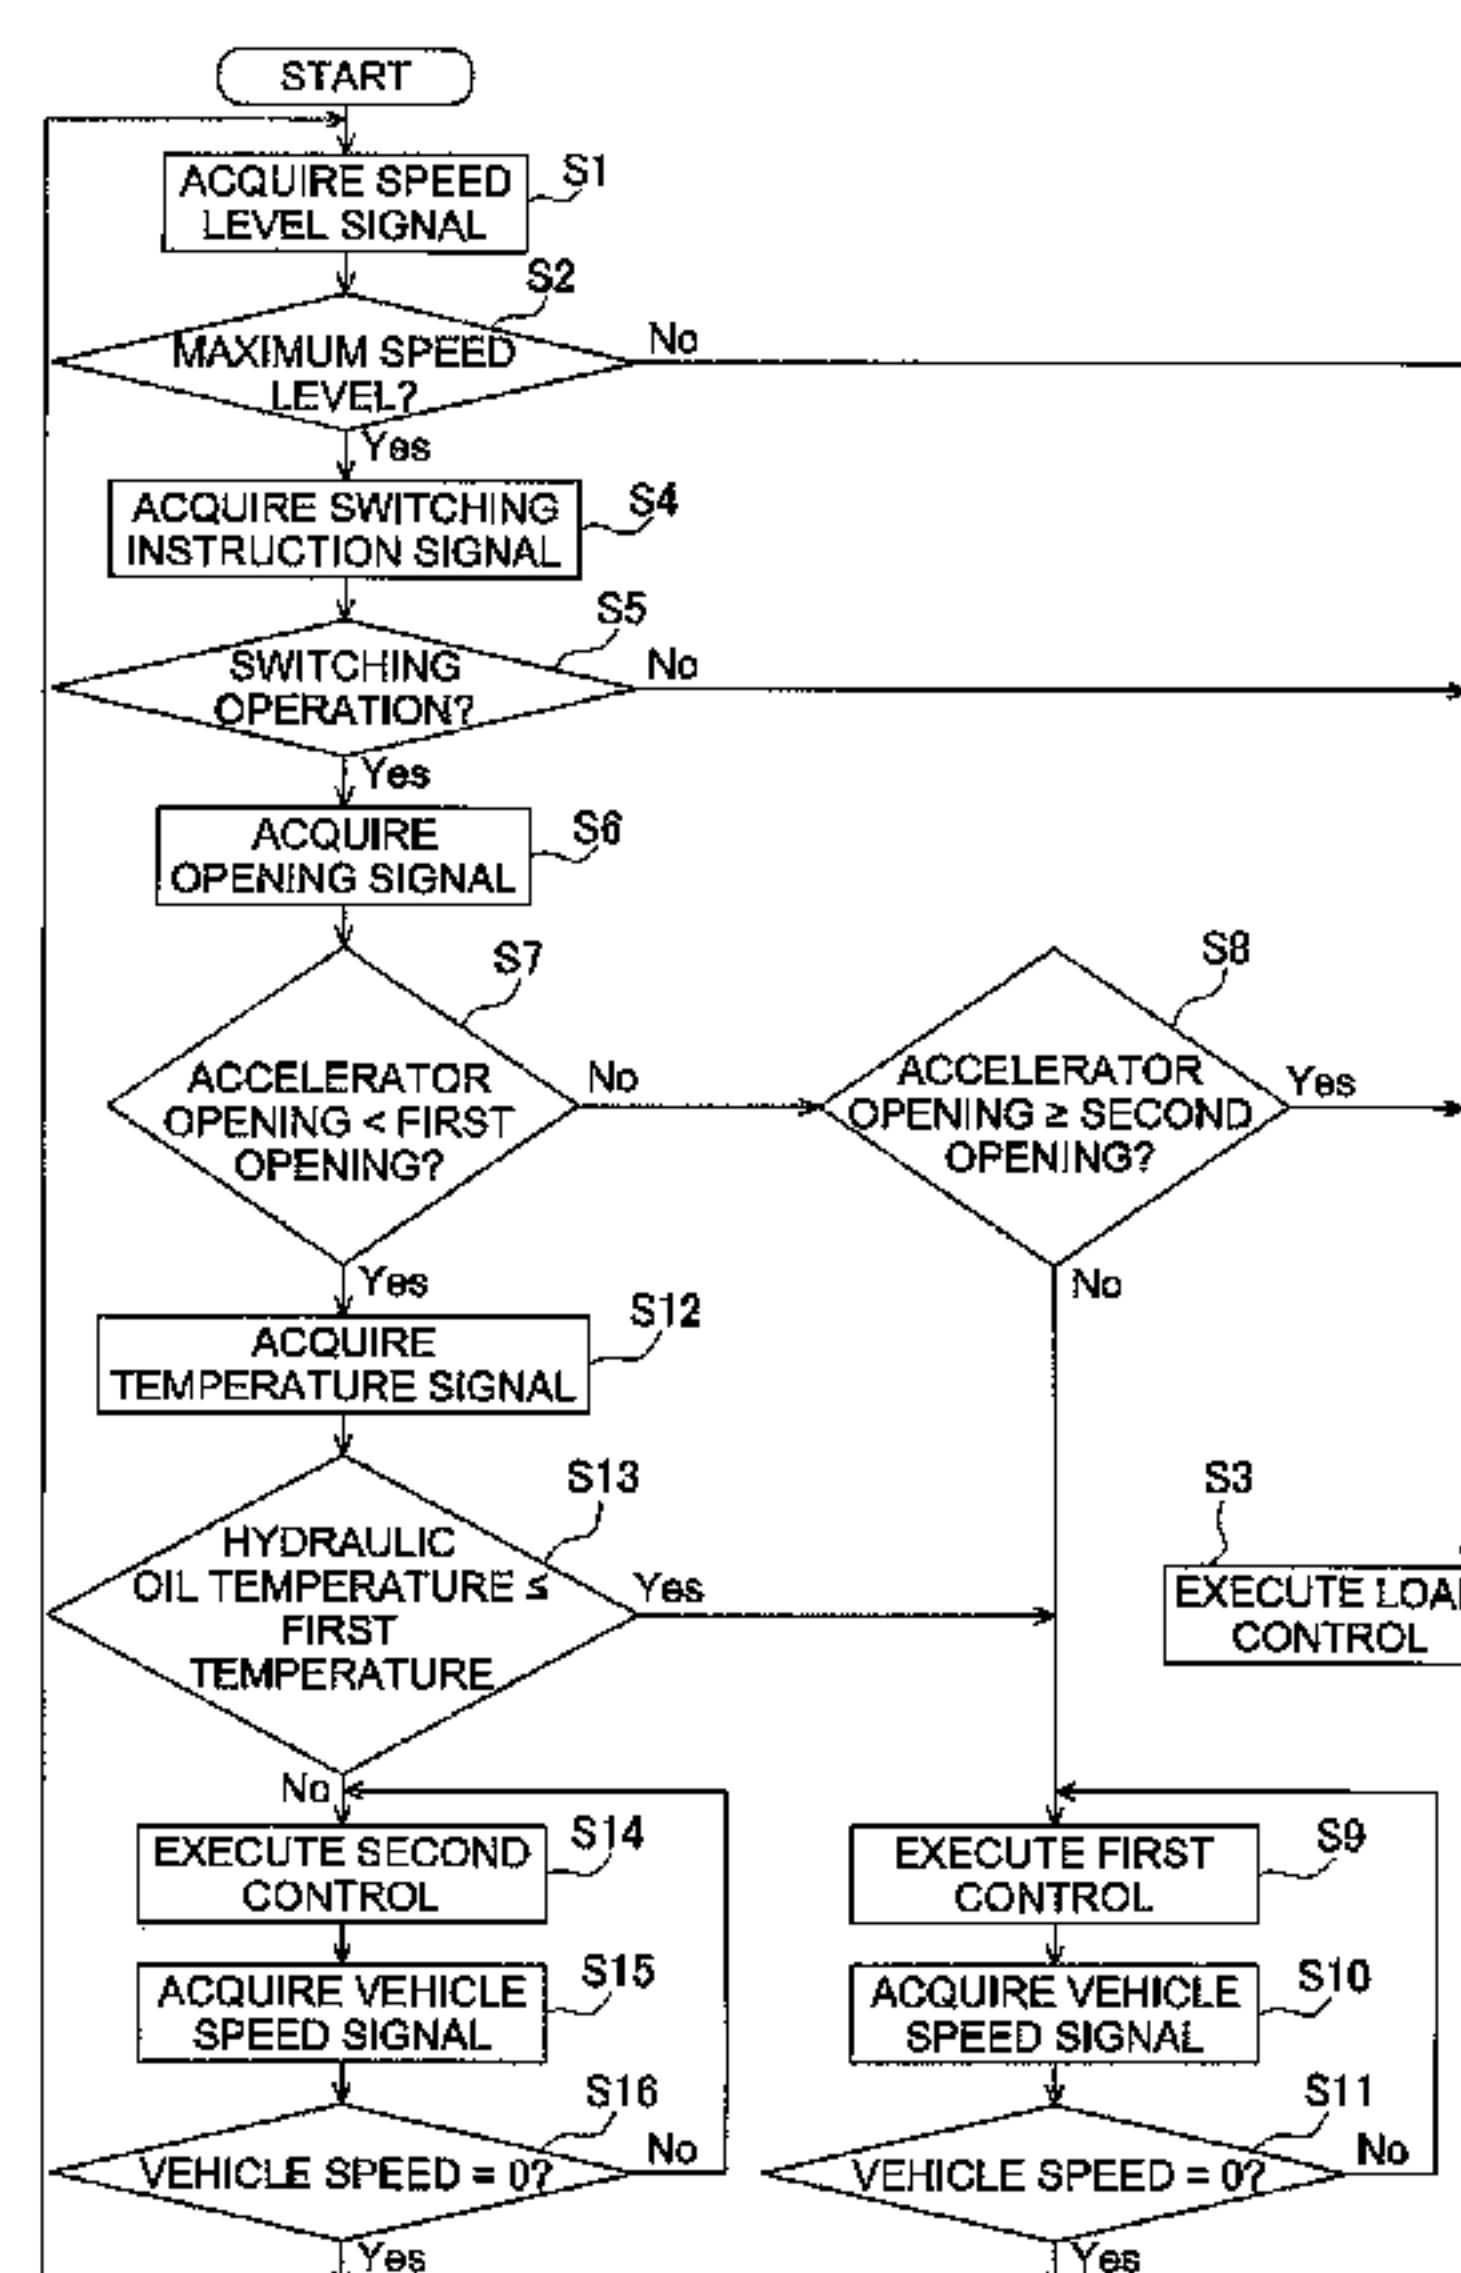 START
ACQUIRE SPEED
LEVEL SIGNAL
S1
S2
MAXIMUM SPEED
LEVEL?
No
Yes
ACQUIRE SWITCHING
INSTRUCTION SIGNAL
S4
S5
SWITCHING
OPERATION?
No
Yes
ACQUIRE
OPENING SIGNAL
S6
S7
ACCELERATOR
OPENING < FIRST
OPENING?
No
Yes
S8
ACCELERATOR
OPENING ≥ SECOND
OPENING?
Yes
No
ACQUIRE
TEMPERATURE SIGNAL
S12
S13
HYDRAULIC
OIL TEMPERATURE ≤
FIRST
TEMPERATURE
Yes
No
S3
EXECUTE LOA
CONTROL
EXECUTE SECOND
CONTROL
S14
ACQUIRE VEHICLE
SPEED SIGNAL
S15
S16
VEHICLE SPEED = 0?
No
Yes
EXECUTE FIRST
CONTROL
S9
ACQUIRE VEHICLE
SPEED SIGNAL
S10
S11
VEHICLE SPEED = 0?
No
Yes